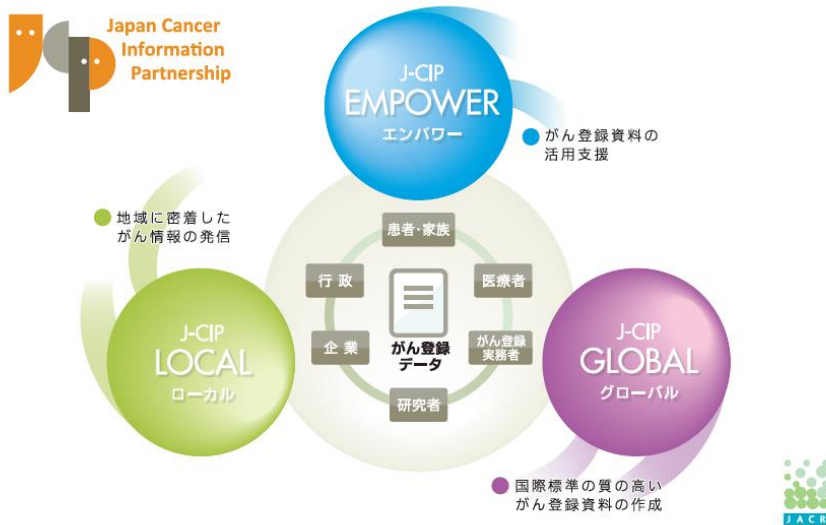 Japan Cancer
Information
Partnership
J-CIP
EMPOWER
エンパワー
がん登録資料の
活用支援
地域に密着した
がん情報の発信
患者・家族
行政
医療者
企業
がん登録
データ
がん登録
実務者
研究者
J-CIP
LOCAL
ローカル
J-CIP
GLOBAL
グローバル
国際標準の質の高い
がん登録資料の作成
JACR